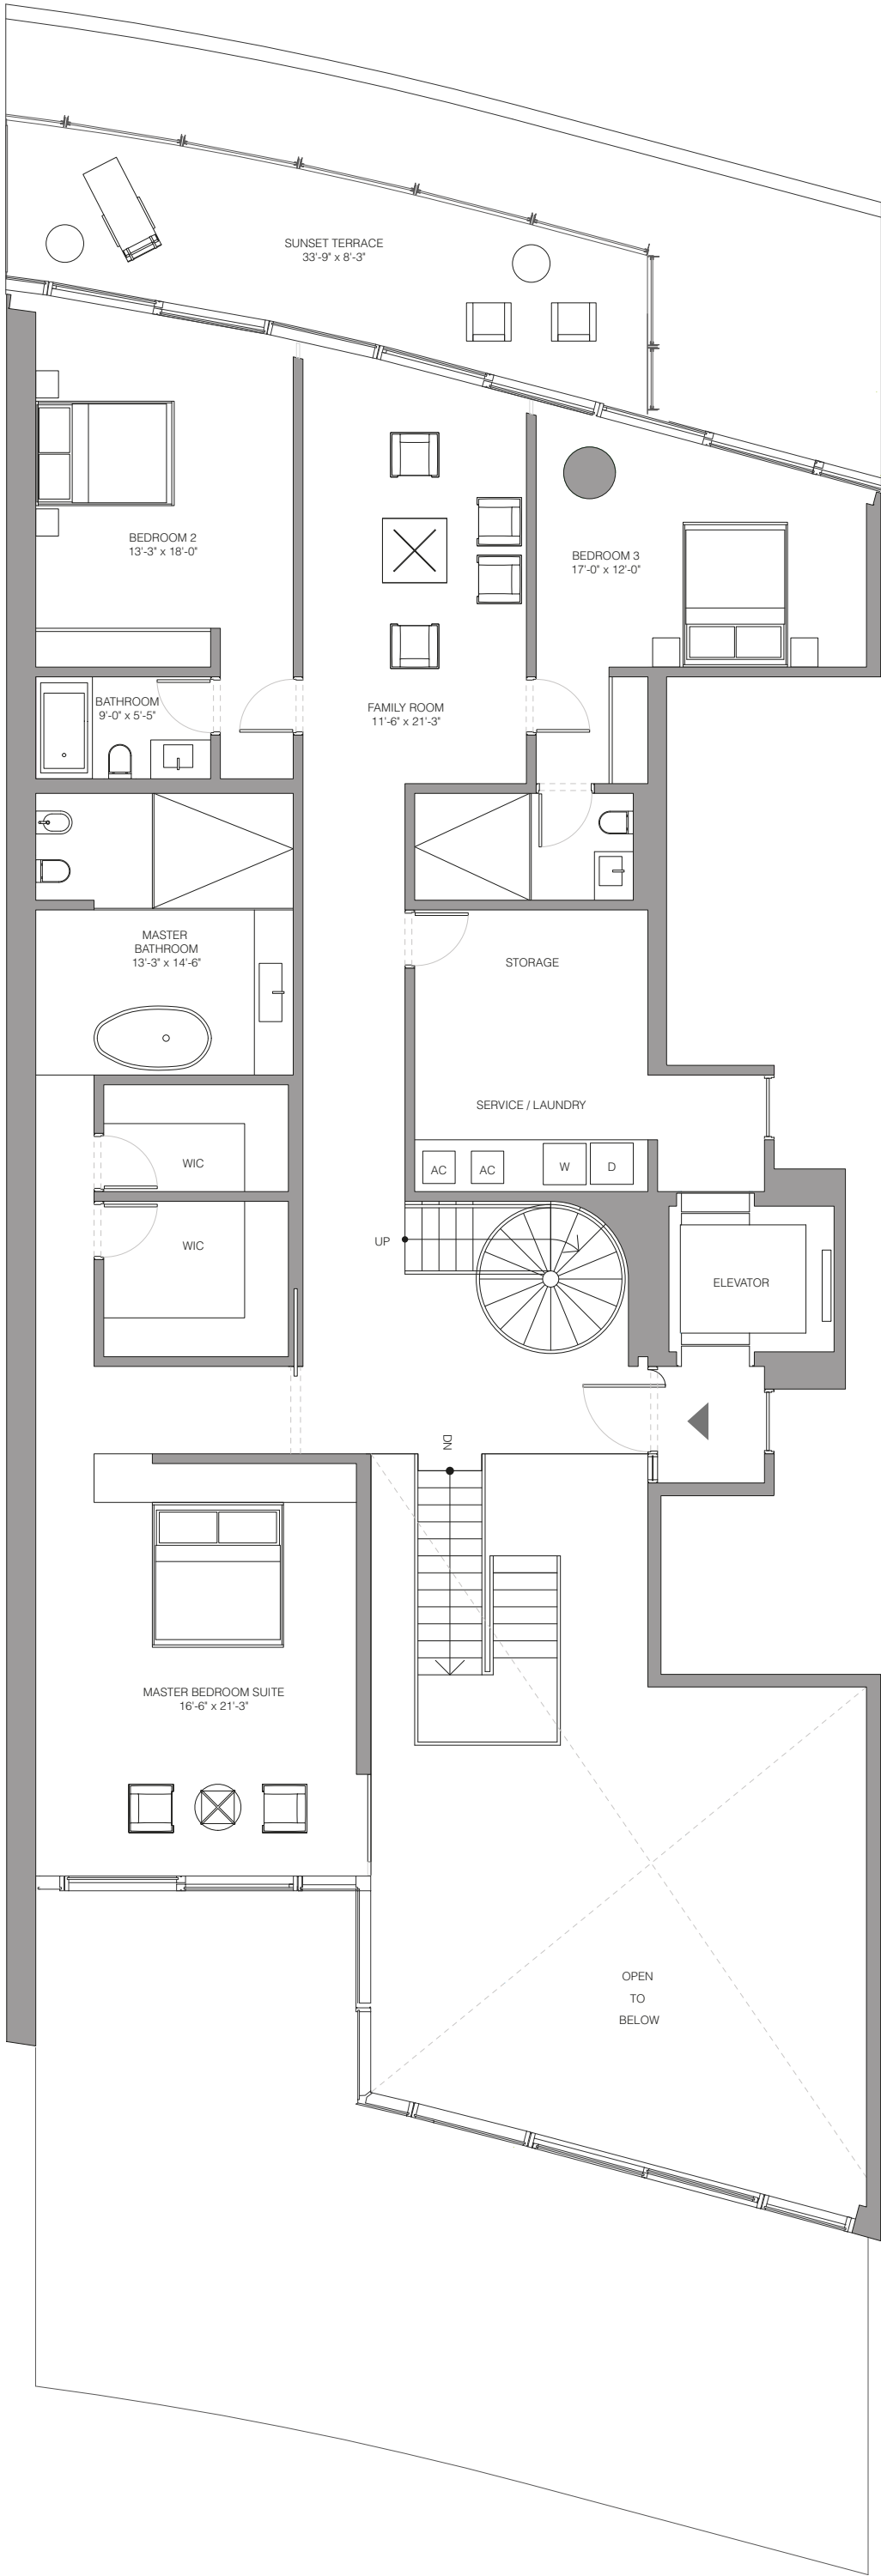 SUNSET TERRACE
33'-9" x 8'-3"
BEDROOM 2
13'-3" x 18'-0"
BEDROOM 3
17'-0" x 12'-0"
BATHROOM
9'-0" x 5'-5"
FAMILY ROOM
11'-6" x 21'-3"
MASTER
BATHROOM
13'-3" x 14'-6"
STORAGE
SERVICE / LAUNDRY
WIC
AC
AC
W
D
WIC
UP
ELEVATOR
DN
MASTER BEDROOM SUITE
16'-6" x 21'-3"
OPEN
TO
BELOW